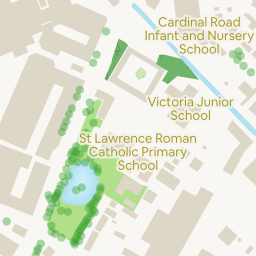 Cardinal Road
Infant and Nursery
School
Victoria Junior
School
St Lawrence Roman
Catholic Primary
School